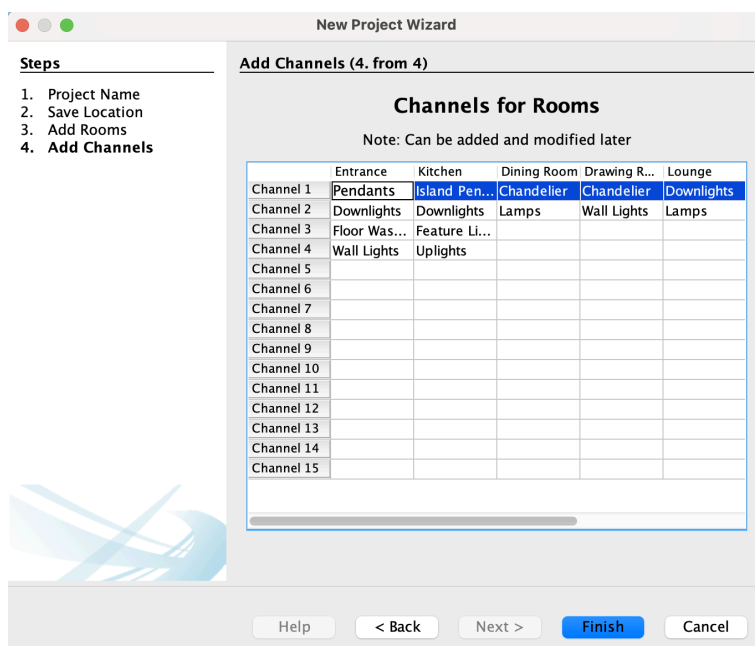 New Project Wizard
Steps
1. Project Name
2. Save Location
3. Add Rooms
4. Add Channels
Add Channels (4. from 4)
Channels for Rooms
Note: Can be added and modified later
Entrance Kitchen Dining Room Drawing R... Lounge
Channel 1 Pendants Island Pen... Chandelier Chandelier Downlights
Channel 2 Downlights Downlights Lamps Wall Lights Lamps
Channel 3 Floor Was... Feature Li...
Channel 4 Wall Lights Uplights
Channel 5
Channel 6
Channel 7
Channel 8
Channel 9
Channel 10
Channel 11
Channel 12
Channel 13
Channel 14
Channel 15
Help < Back Next > Finish Cancel